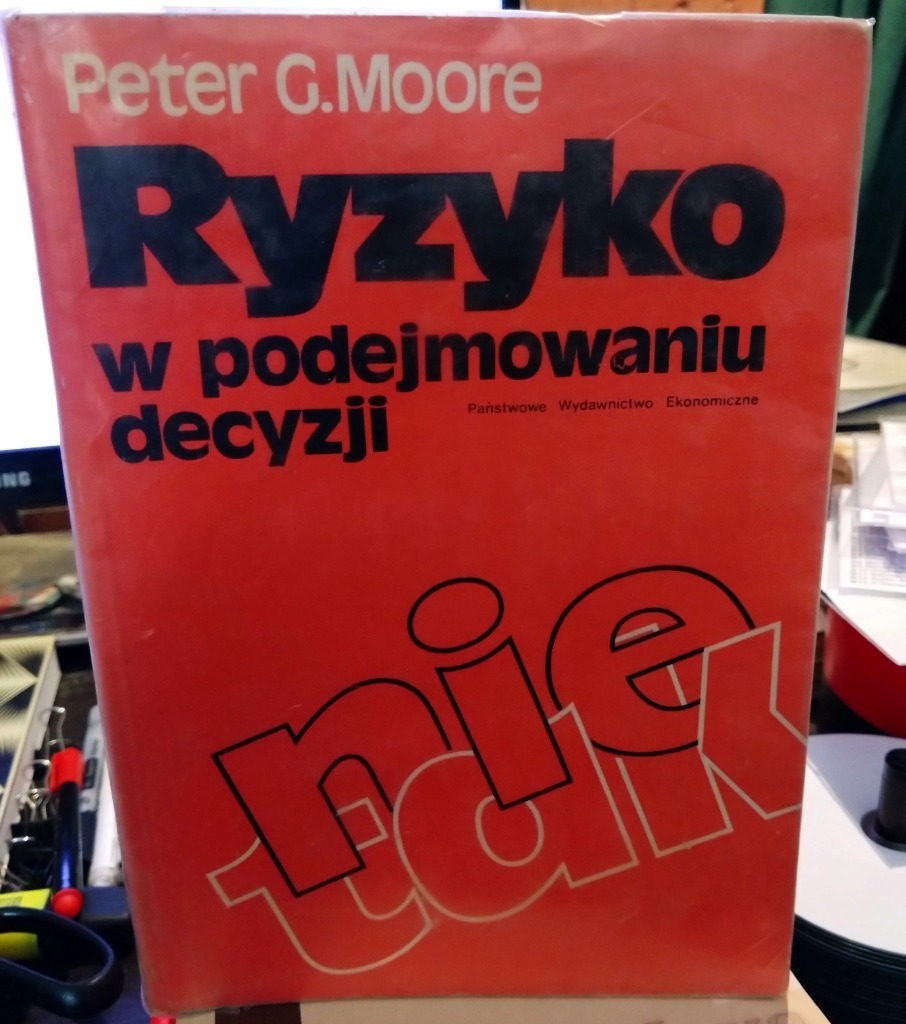 Peter G.Moore
Ryzyko
w podejmowaniu
decyzji
Państwowe Wydawnictwo Ekonomiczne
nie
tak